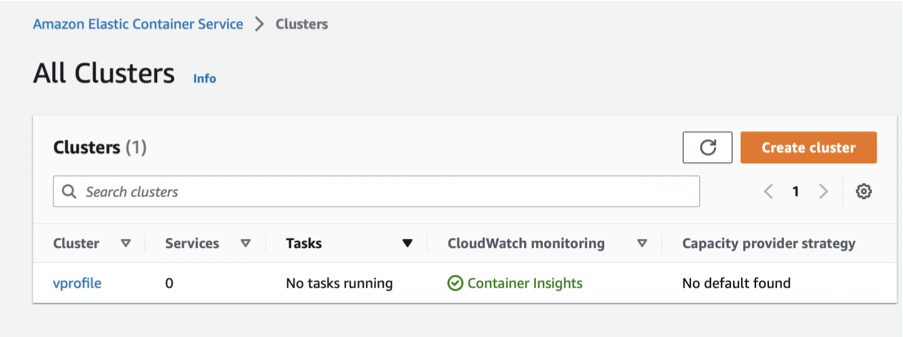 Amazon Elastic Container Service > Clusters
All Clusters Info
Clusters (1)
Create cluster
Search clusters
1
Cluster Services Tasks CloudWatch monitoring Capacity provider strategy
vprofile 0 No tasks running Container Insights No default found